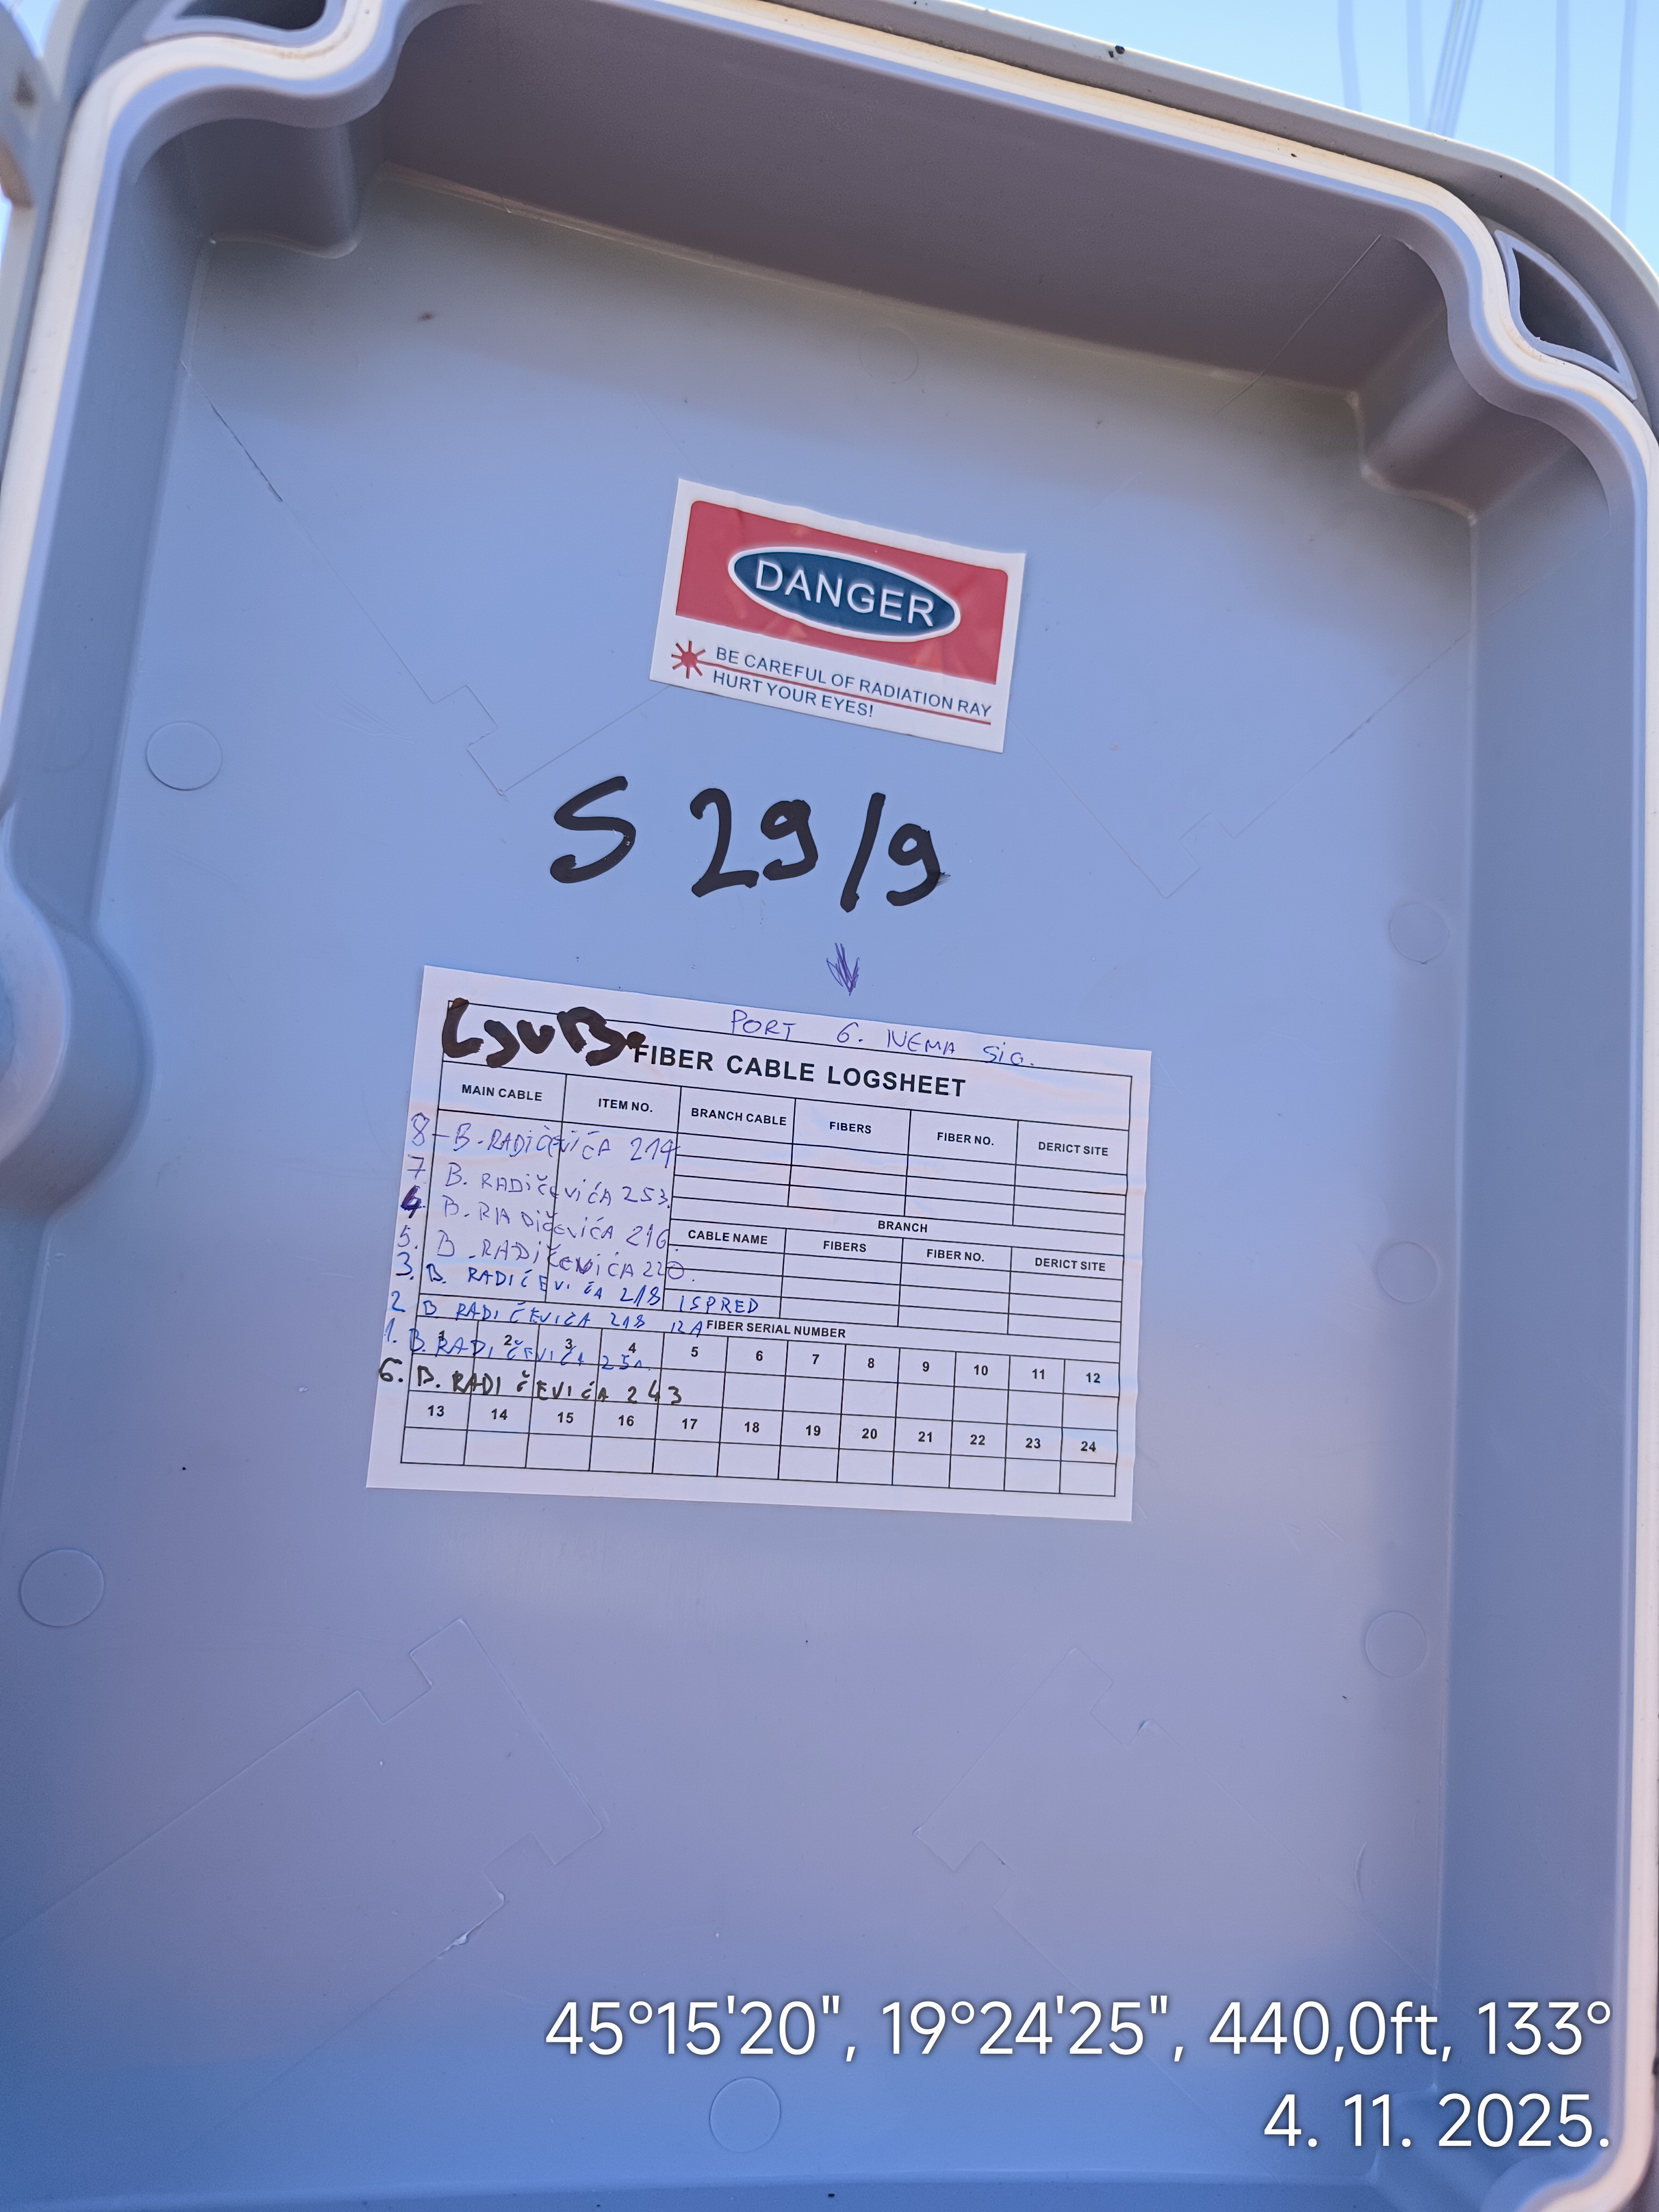 DANGER
BE CAREFUL OF RADIATION RAY
HURT YOUR EYES!
S 29/9
PORT 6. NEMA SIG.
LJUB.
FIBER CABLE LOGSHEET
MAIN CABLE ITEM NO. BRANCH CABLE FIBERS FIBER NO. DERICT SITE
8-B.RADIČEVIĆA 214
7 B. RADIČEVIĆA 253
4 B. RADIČEVIĆA 216
BRANCH
CABLE NAME FIBERS FIBER NO. DERICT SITE
5. B. RADIČEVIĆA 220.
3. B. RADIČEVIĆA 218 ISPRED
2 B. RADIČEVIĆA 218
FIBER SERIAL NUMBER
1 2 3 4 5 6 7 8 9 10 11 12
1. B. RADIČEVIĆA
6. B. RADIČEVIĆA 243
13 14 15 16 17 18 19 20 21 22 23 24
45°15'20", 19°24'25", 440,0ft, 133°
4. 11. 2025.